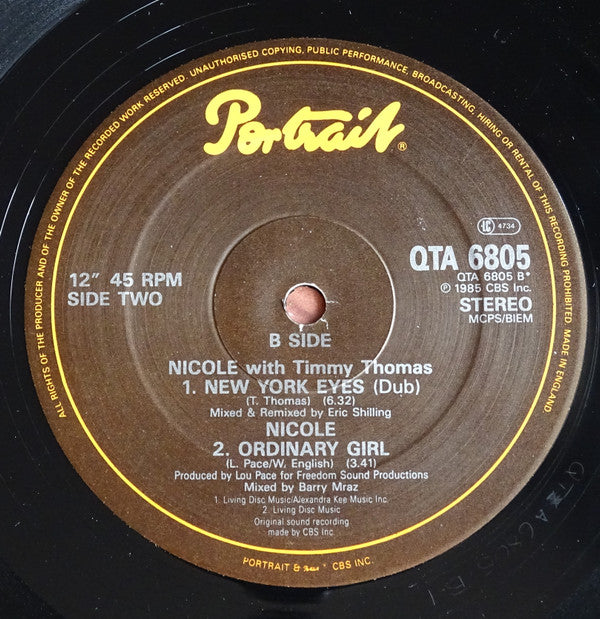 ALL RIGHTS OF THE PRODUCER AND OF THE OWNER OF THE RECORDED WORK RESERVED. UNAUTHORISED COPYING, PUBLIC PERFORMANCE, BROADCASTING, HIRING OR RENTAL OF THIS RECORDING PROHIBITED. MADE IN ENGLAND.
Portrait®
LC 4734
12" 45 RPM
SIDE TWO
QTA 6805
QTA 6805 B*
℗ 1985 CBS Inc.
STEREO
MCPS/BIEM
B SIDE
NICOLE with Timmy Thomas
1. NEW YORK EYES (Dub)
(T. Thomas) (6.32)
Mixed & Remixed by Eric Shilling
NICOLE
2. ORDINARY GIRL
(L. Pace/W. English) (3.41)
Produced by Lou Pace for Freedom Sound Productions
Mixed by Barry Mraz
1. Living Disc Music/Alexandra Kee Music Inc.
2. Living Disc Music
Original sound recording
made by CBS Inc
PORTRAIT & Portrait * CBS INC.